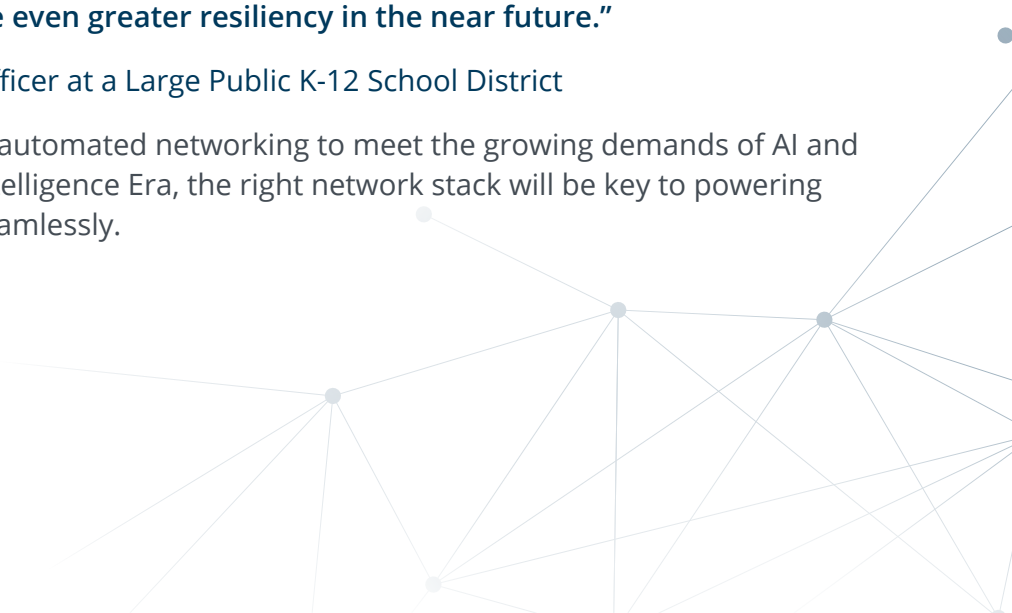 e even greater resiliency in the near future.”
fficer at a Large Public K-12 School District
automated networking to meet the growing demands of AI and
elligence Era, the right network stack will be key to powering
amlessly.